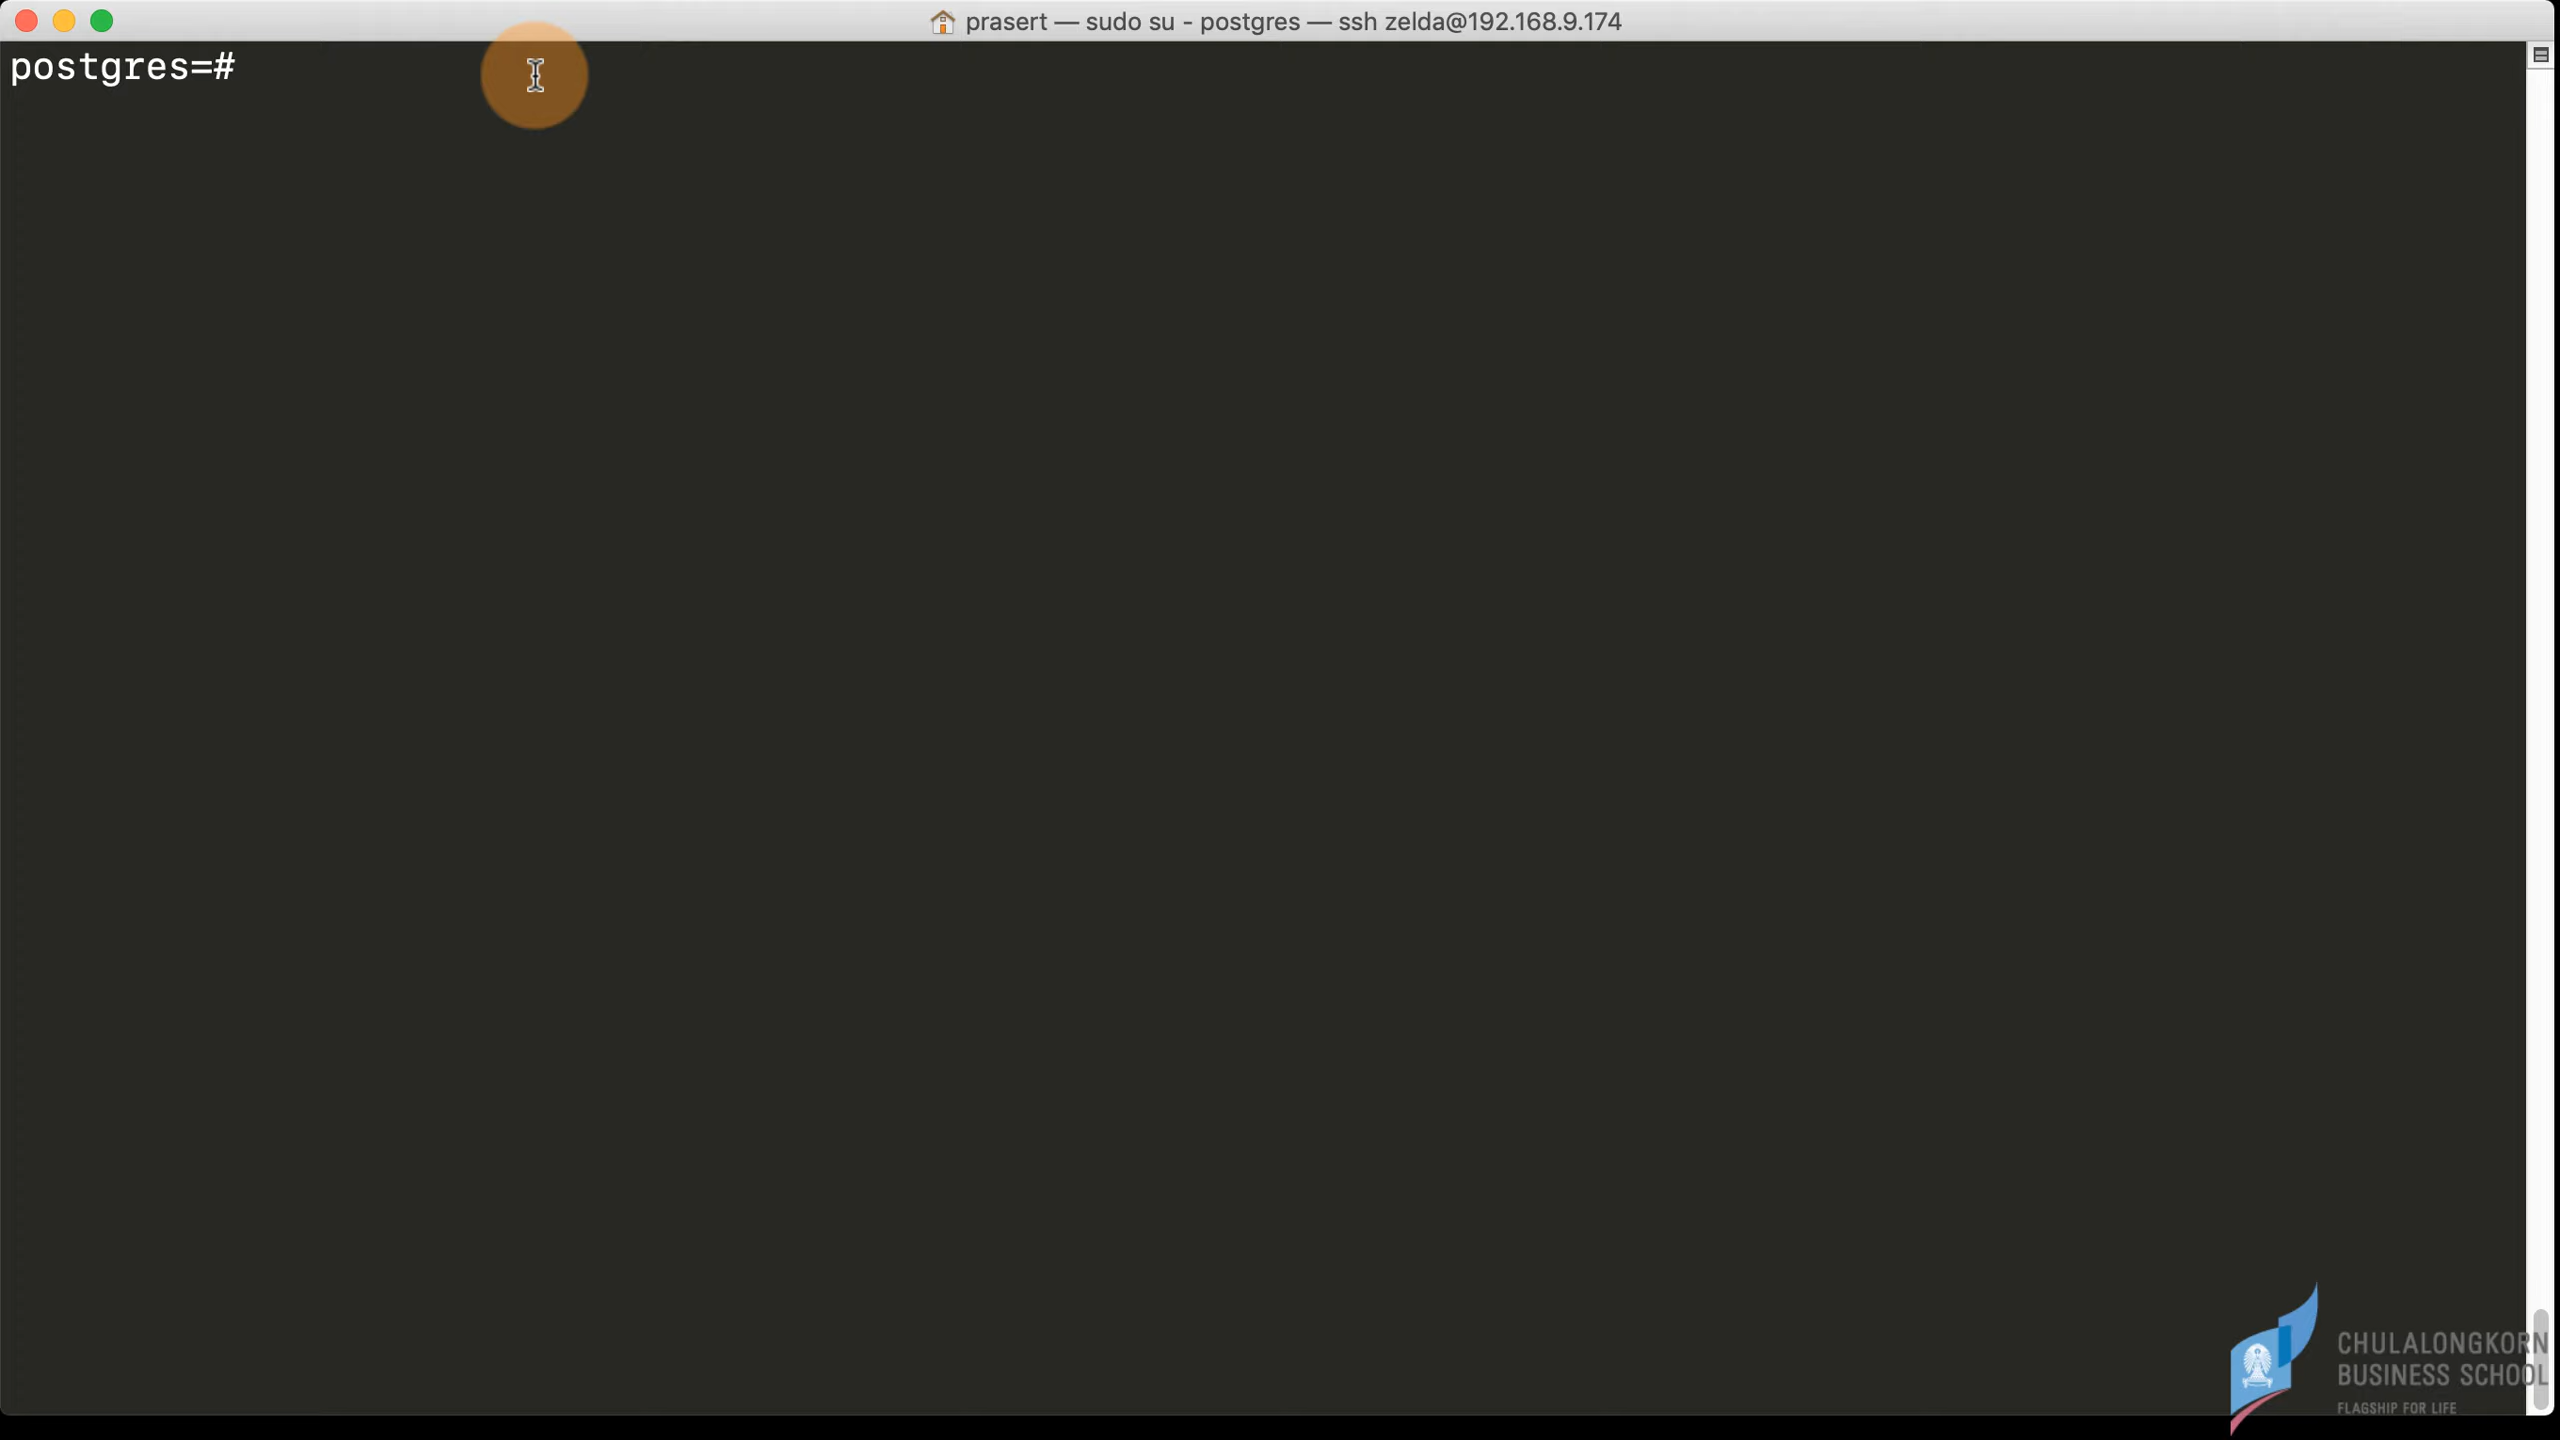 prasert — sudo su - postgres — ssh zelda@192.168.9.174
postgres=#
CHULALONGKORN
BUSINESS SCHOOL
FLAGSHIP FOR LIFE